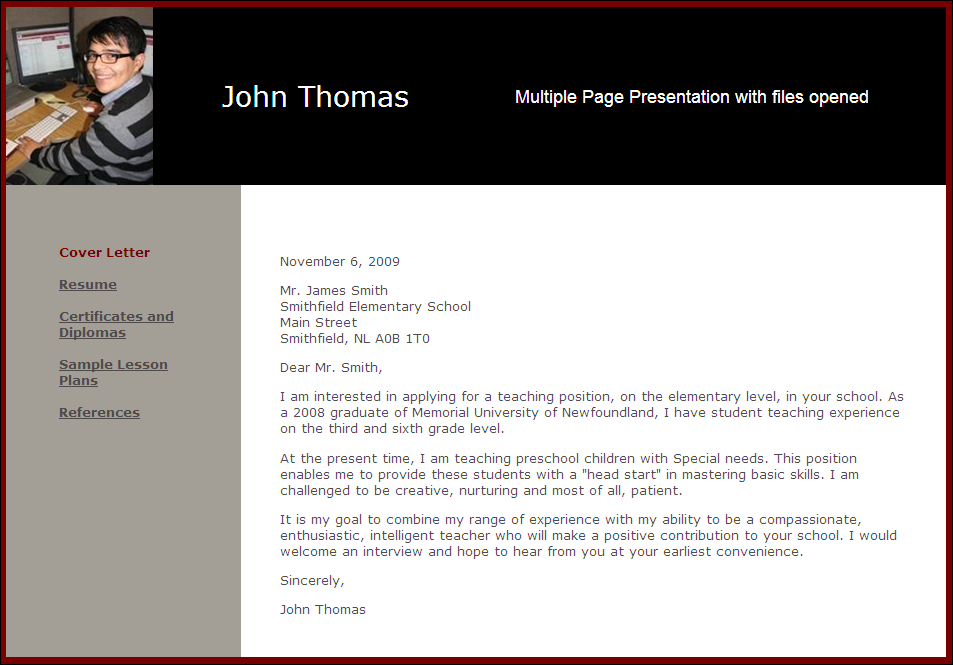 John Thomas
Multiple Page Presentation with files opened
Cover Letter
Resume
Certificates and
Diplomas
Sample Lesson
Plans
References
November 6, 2009
Mr. James Smith
Smithfield Elementary School
Main Street
Smithfield, NL A0B 1T0
Dear Mr. Smith,
I am interested in applying for a teaching position, on the elementary level, in your school. As
a 2008 graduate of Memorial University of Newfoundland, I have student teaching experience
on the third and sixth grade level.
At the present time, I am teaching preschool children with Special needs. This position
enables me to provide these students with a "head start" in mastering basic skills. I am
challenged to be creative, nurturing and most of all, patient.
It is my goal to combine my range of experience with my ability to be a compassionate,
enthusiastic, intelligent teacher who will make a positive contribution to your school. I would
welcome an interview and hope to hear from you at your earliest convenience.
Sincerely,
John Thomas